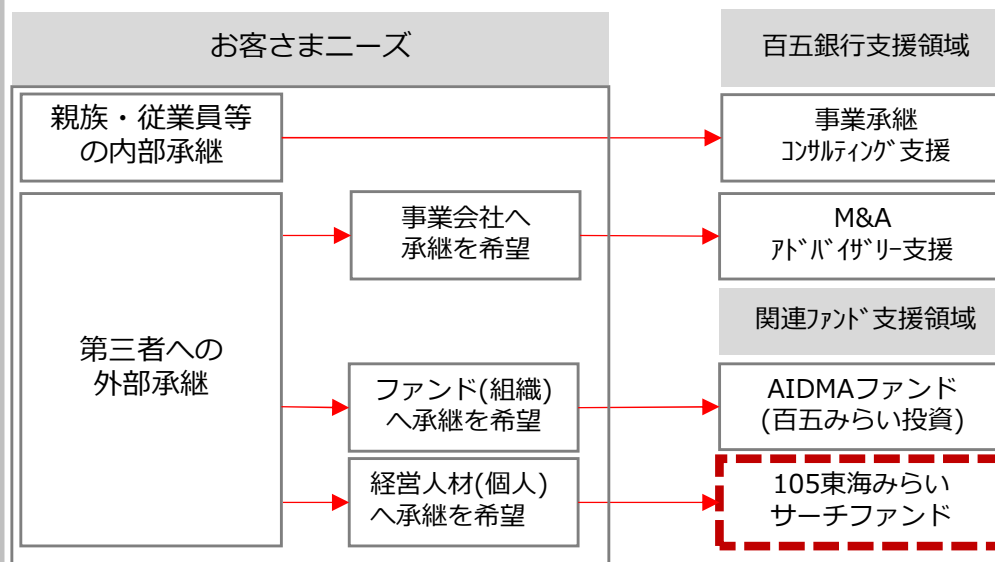 お客さまニーズ
百五銀行支援領域
親族・従業員等
の内部承継
事業承継
ｺﾝｻﾙﾃｨﾝｸﾞ支援
事業会社へ
承継を希望
M&A
ｱﾄﾞﾊﾞｲｻﾞﾘｰ支援
関連ﾌｧﾝﾄﾞ支援領域
第三者への
外部承継
ファンド(組織)
へ承継を希望
AIDMAファンド
(百五みらい投資)
経営人材(個人)
へ承継を希望
105東海みらい
サーチファンド